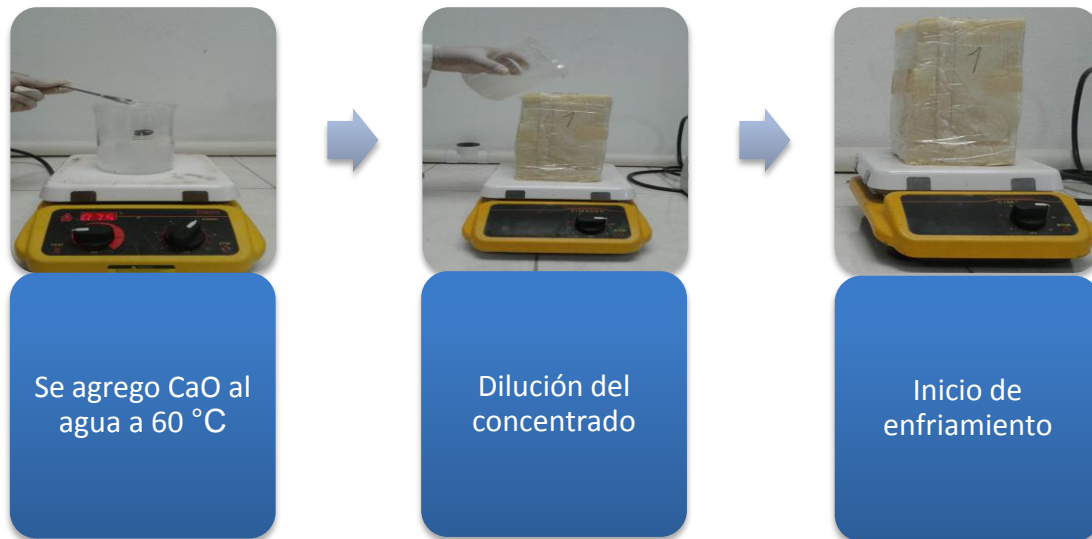 Se agrego CaO al
agua a 60 °C
Dilución del
concentrado
Inicio de
enfriamiento
1
1